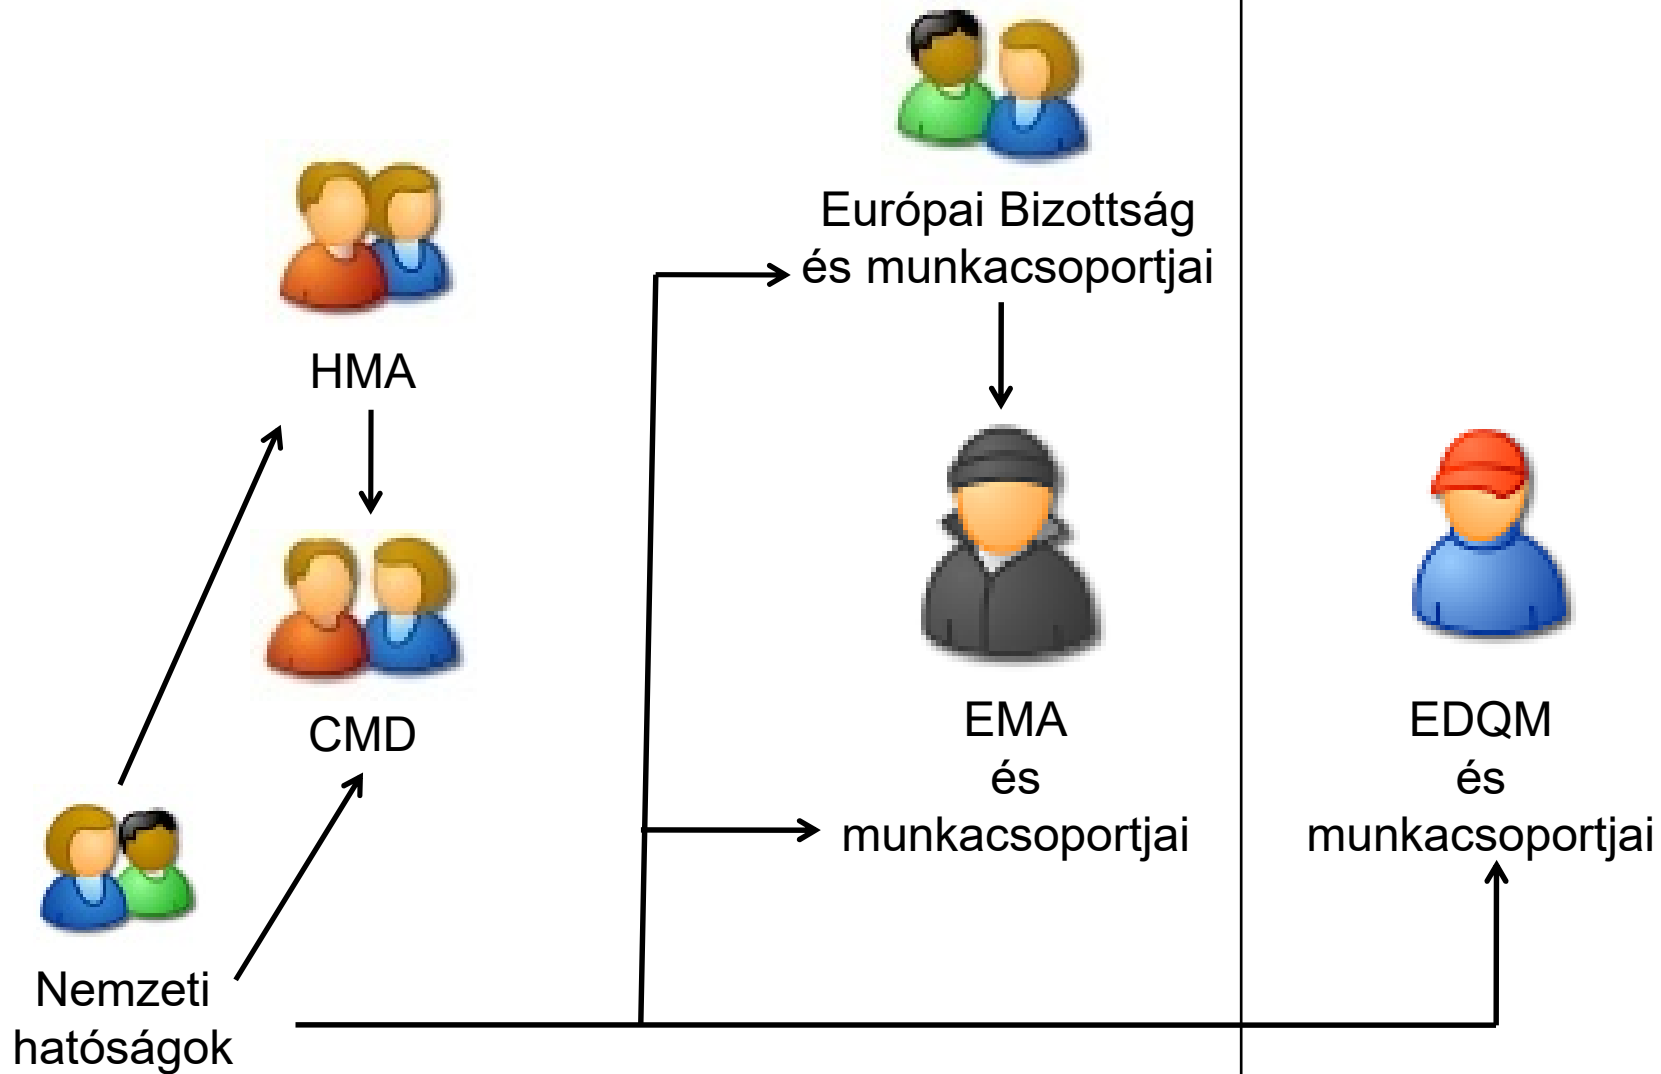 Európai Bizottság
és munkacsoportjai
HMA
CMD
EMA
és
munkacsoportjai
EDQM
és
munkacsoportjai
Nemzeti
hatóságok